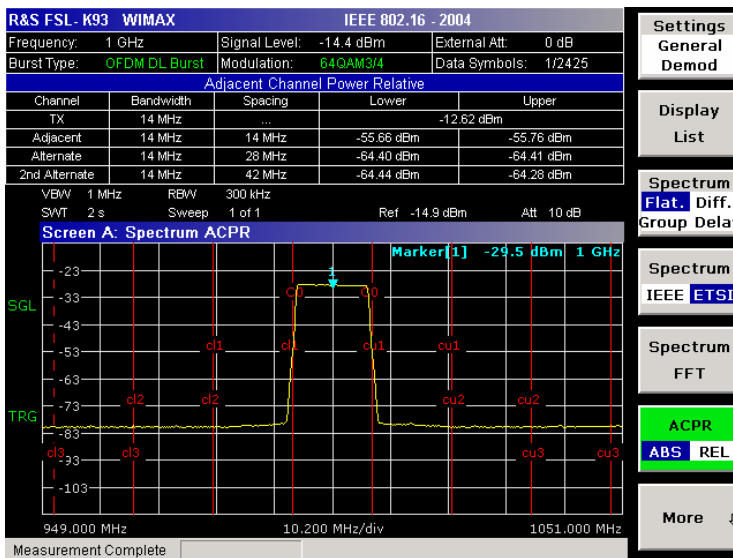 R&S FSL-K93 WIMAX IEEE 802.16 - 2004
Frequency: 1 GHz Signal Level: -14.4 dBm External Att: 0 dB
Burst Type: OFDM DL Burst Modulation: 64QAM3/4 Data Symbols: 1/2425
Adjacent Channel Power Relative
Channel Bandwidth Spacing Lower Upper
TX 14 MHz ... -12.62 dBm
Adjacent 14 MHz 14 MHz -55.66 dBm -55.76 dBm
Alternate 14 MHz 28 MHz -64.40 dBm -64.41 dBm
2nd Alternate 14 MHz 42 MHz -64.44 dBm -64.28 dBm
VBW 1 MHz RBW 300 kHz
SWT 2 s Sweep 1 of 1 Ref -14.9 dBm Att 10 dB
Screen A: Spectrum ACPR
Marker[1] -29.5 dBm 1 GHz
1
-23
C0 C0
-33
SGL
-43
cl1 cl1 cu1 cu1
-53
-63
cl2 cl2 cu2 cu2
-73
TRG
-83
cl3 cl3 cu3 cu3
-93
-103
949.000 MHz 10.200 MHz/div 1051.000 MHz
Measurement Complete
Settings
General
Demod
Display
List
Spectrum
Flat. Diff.
Group Delay
Spectrum
IEEE ETSI
Spectrum
FFT
ACPR
ABS REL
More